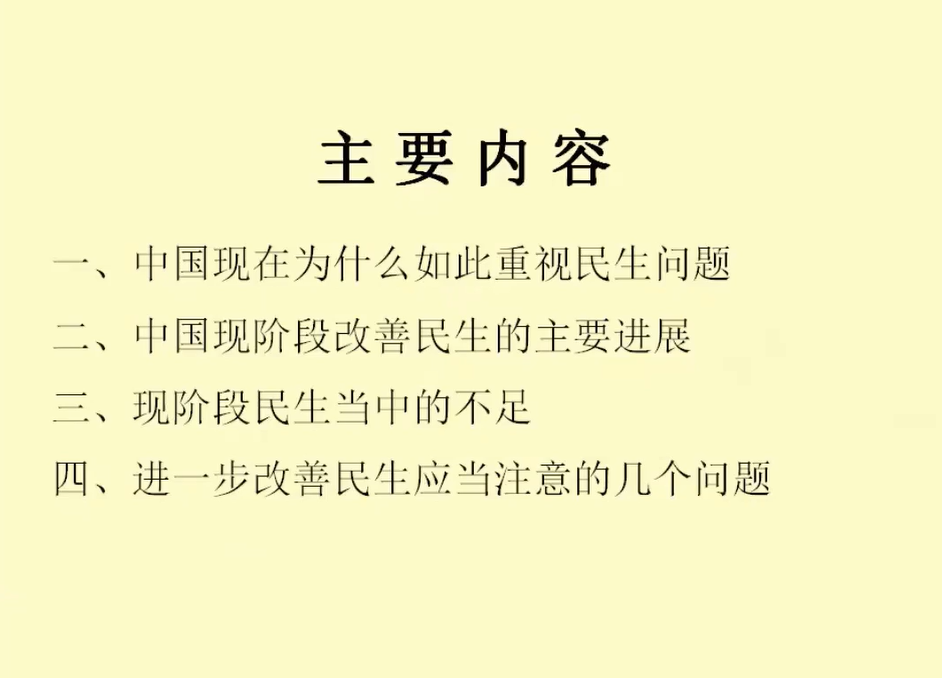 主要内容
一、中国现在为什么如此重视民生问题
二、中国现阶段改善民生的主要进展
三、现阶段民生当中的不足
四、进一步改善民生应当注意的几个问题